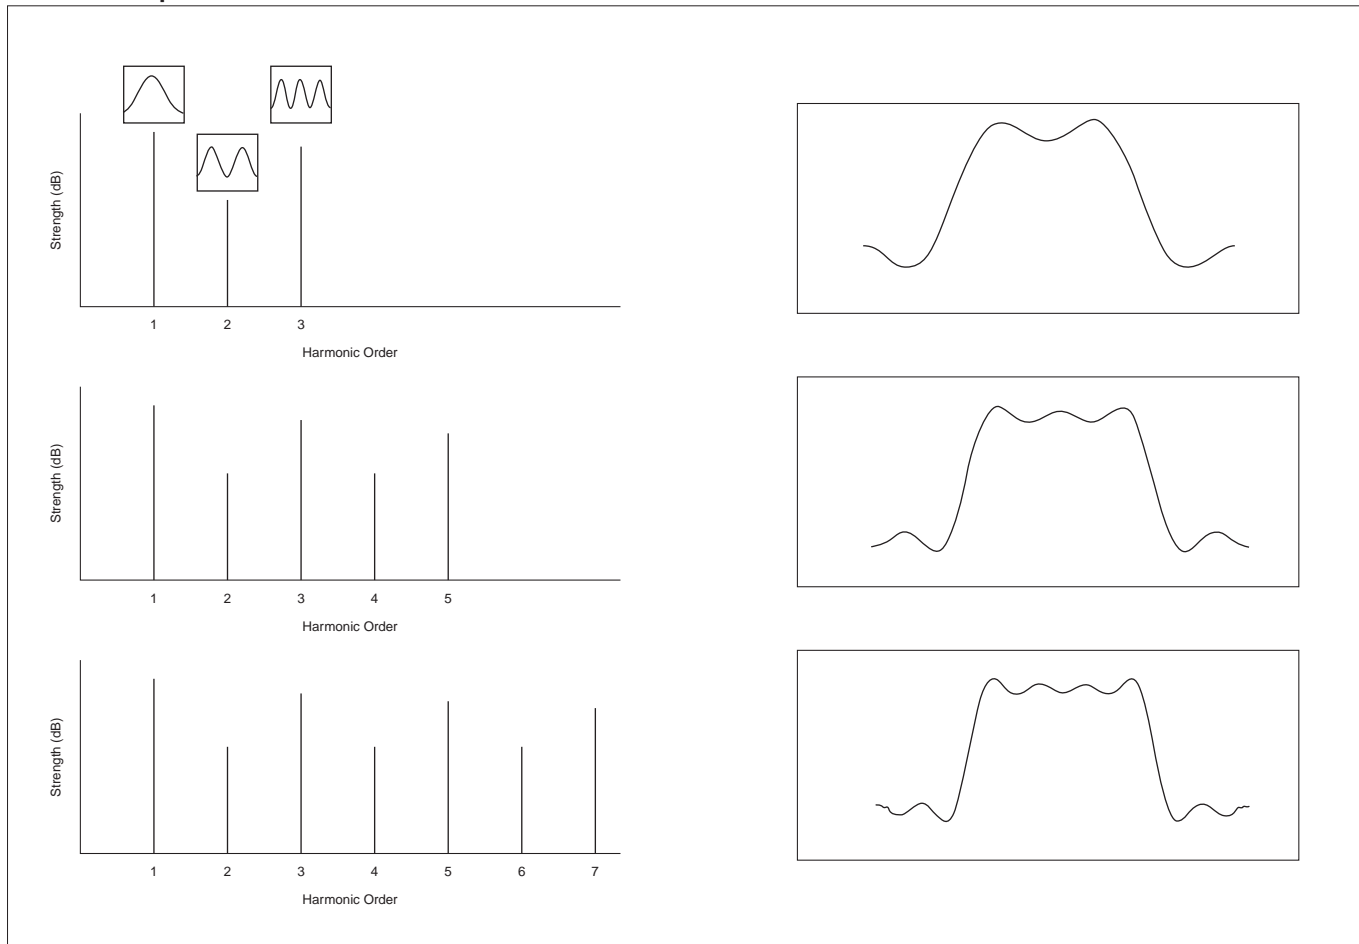 Strength (dB)
1 2 3
Harmonic Order
Strength (dB)
1 2 3 4 5
Harmonic Order
Strength (dB)
1 2 3 4 5 6 7
Harmonic Order